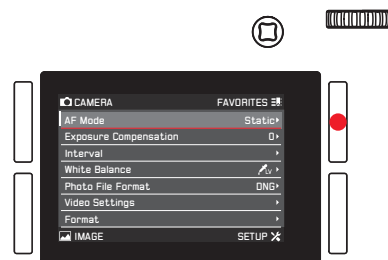 CAMERA FAVORITES
AF Mode Static
Exposure Compensation 0
Interval
White Balance LV
Photo File Format DNG
Video Settings
Format
IMAGE SETUP